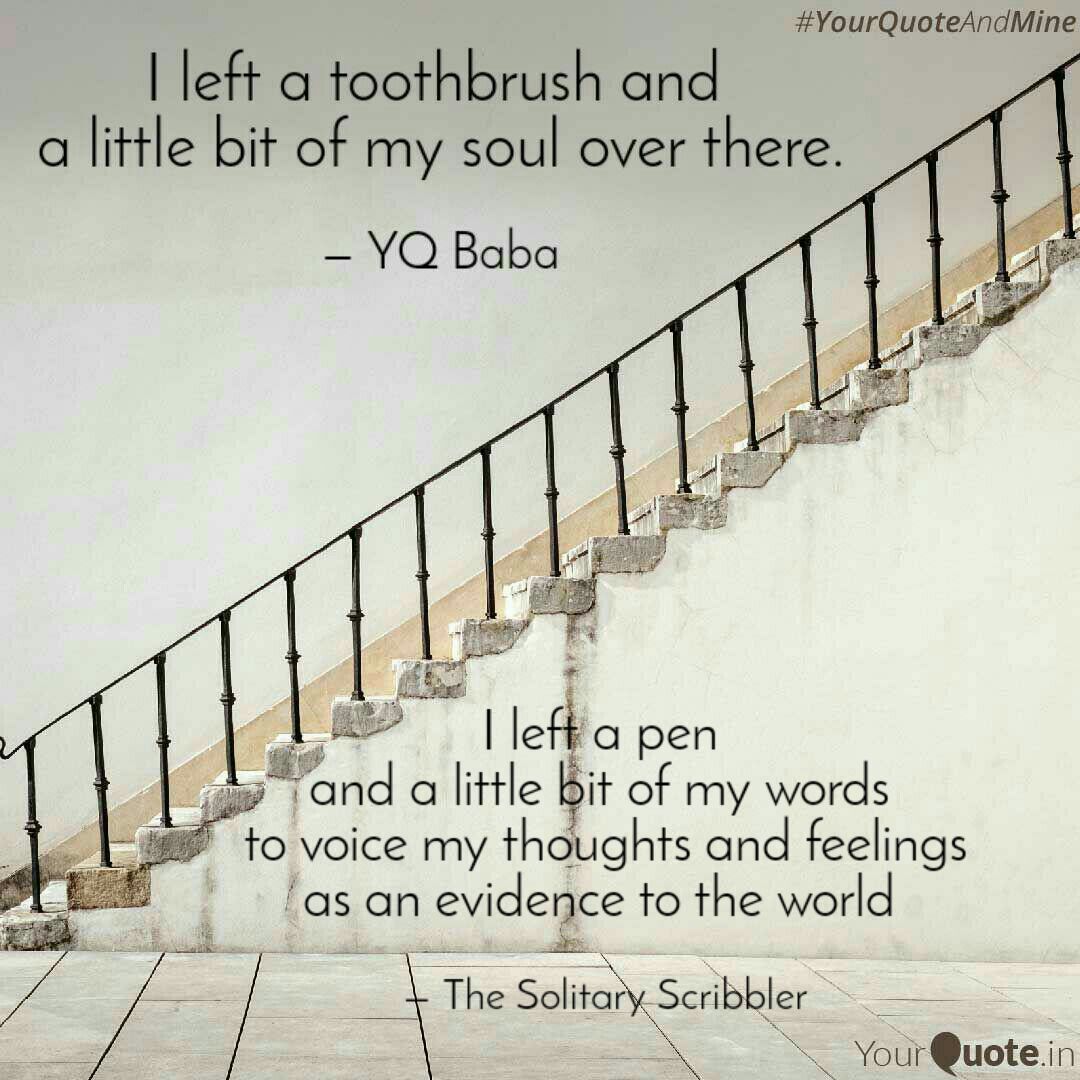 #YourQuoteAndMine
I left a toothbrush and
a little bit of my soul over there.
– YQ Baba
I left a pen
and a little bit of my words
to voice my thoughts and feelings
as an evidence to the world
– The Solitary Scribbler
YourQuote.in